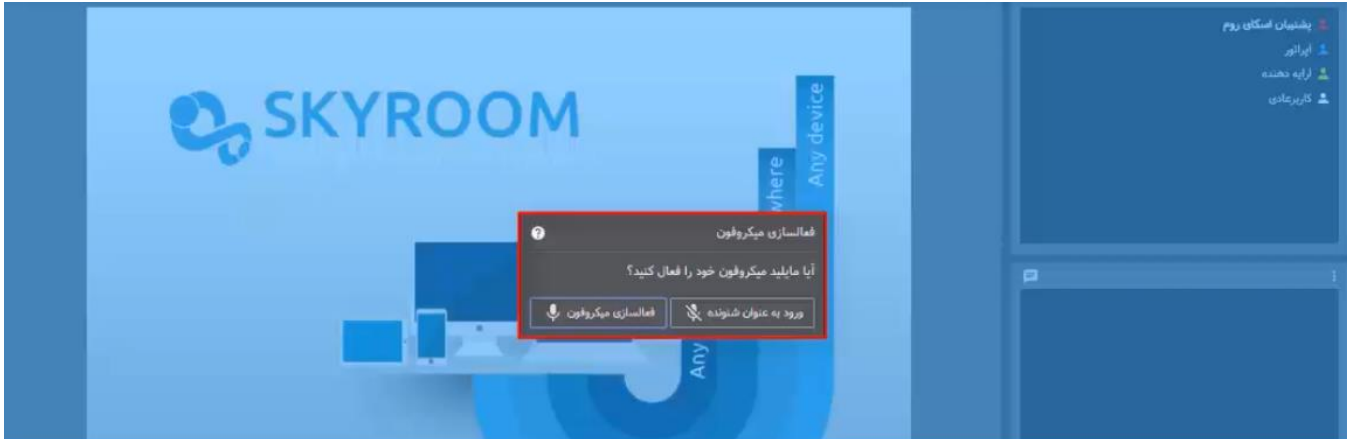 پشتیبان اسکای روم
اپراتور
ارایه دهنده
کاربرعادی
SKYROOM
Any device
where
Any
فعالسازی میکروفون
?
آیا مایلید میکروفون خود را فعال کنید؟
ورود به عنوان شنونده
فعالسازی میکروفون